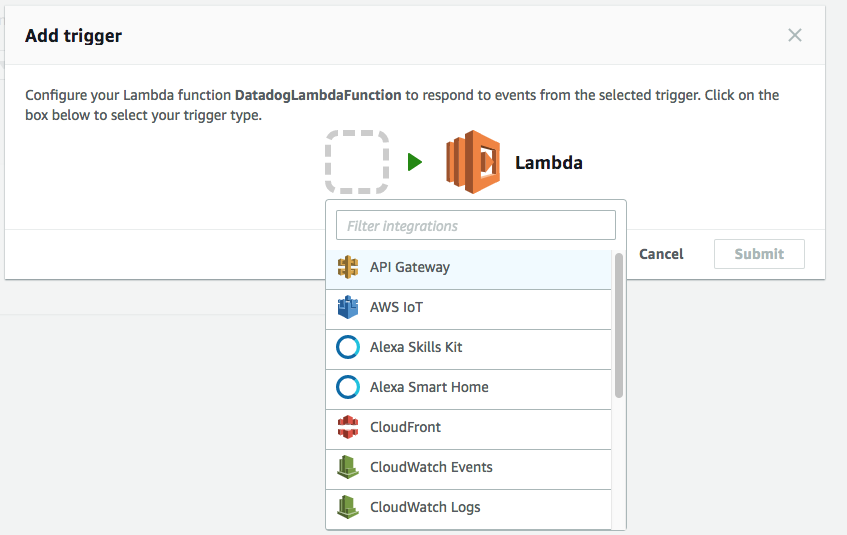 Add trigger
Configure your Lambda function DatadogLambdaFunction to respond to events from the selected trigger. Click on the
box below to select your trigger type.
Lambda
Filter integrations
Cancel
Submit
API Gateway
AWS IoT
Alexa Skills Kit
Alexa Smart Home
CloudFront
CloudWatch Events
CloudWatch Logs